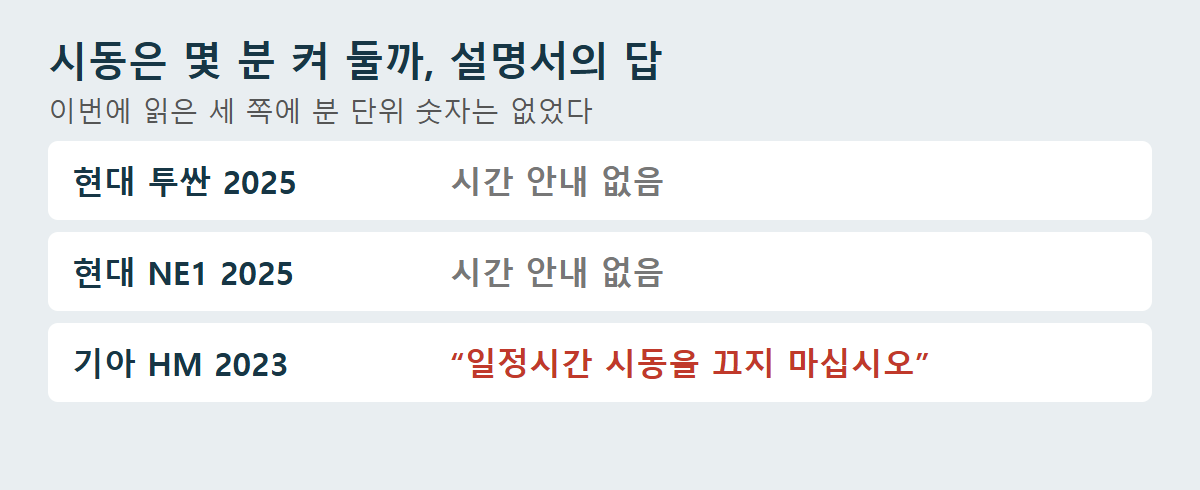 시동은 몇 분 켜 둘까, 설명서의 답
이번에 읽은 세 쪽에 분 단위 숫자는 없었다
현대 투싼 2025 시간 안내 없음
현대 NE1 2025 시간 안내 없음
기아 HM 2023 “일정시간 시동을 끄지 마십시오”